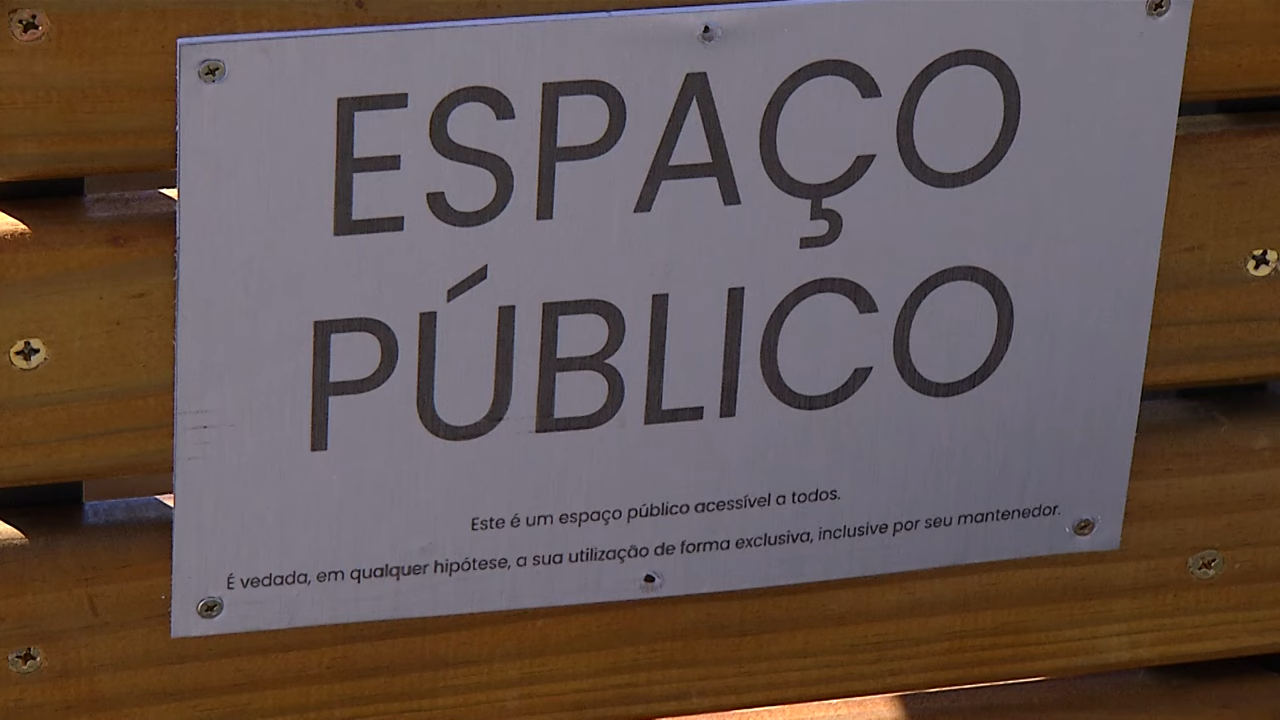 ESPAÇO
PÚBLICO
Este é um espaço público acessível a todos.
É vedada, em qualquer hipótese, a sua utilização de forma exclusiva, inclusive por seu mantenedor.